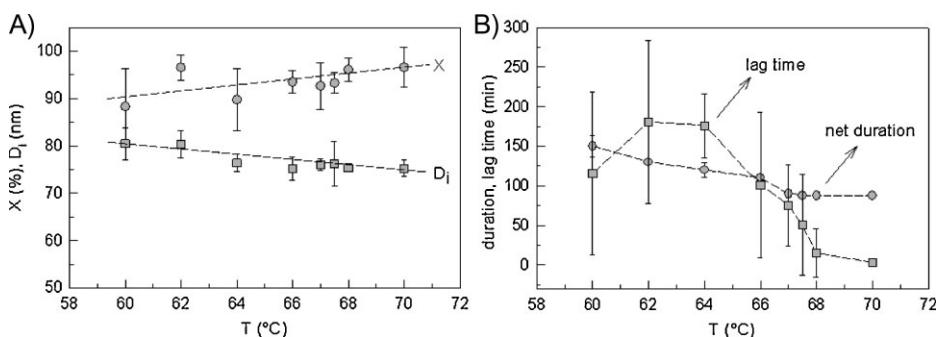 A)
X (%), Dᵢ (nm)
100
90
80
70
60
50
58 60 62 64 66 68 70 72
T (°C)
X
Dᵢ
B)
duration, lag time (min)
300
250
200
150
100
50
0
58 60 62 64 66 68 70 72
T (°C)
lag time
net duration